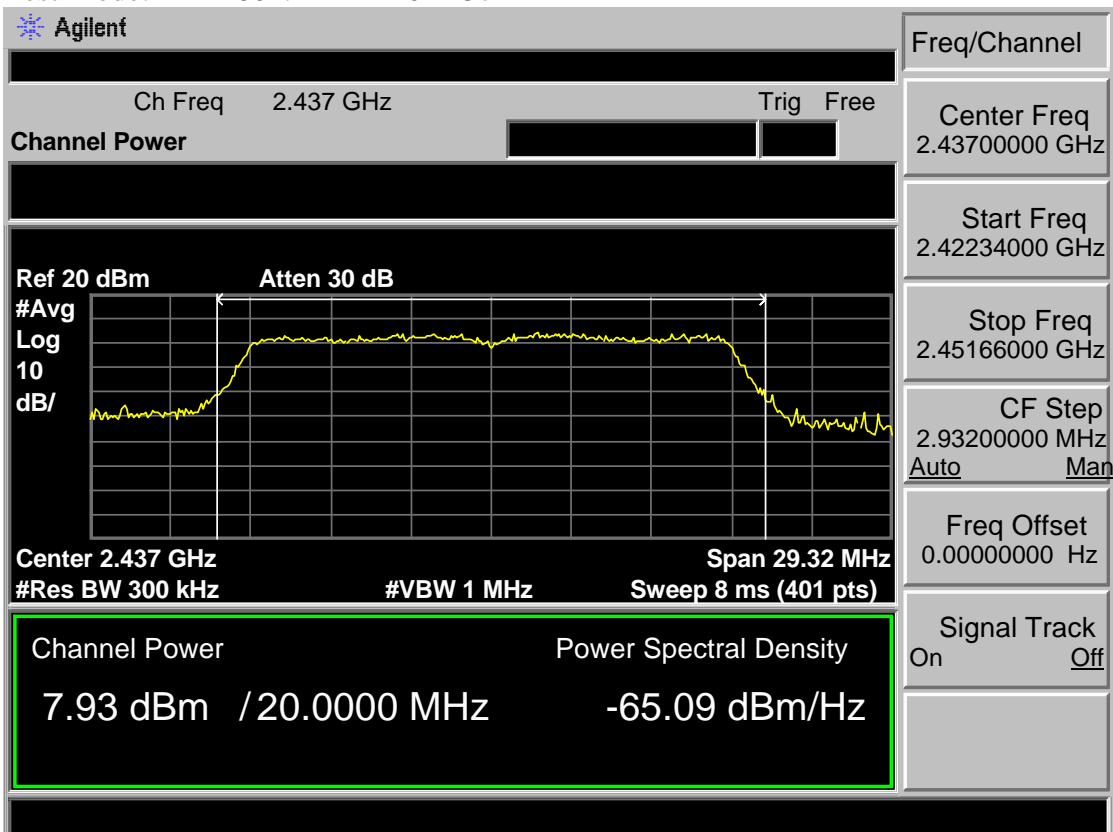 Agilent
Freq/Channel
Ch Freq 2.437 GHz Trig Free
Channel Power
Center Freq
2.43700000 GHz
Start Freq
2.42234000 GHz
Stop Freq
2.45166000 GHz
CF Step
2.93200000 MHz
Auto Man
Freq Offset
0.00000000 Hz
Signal Track
On Off
Ref 20 dBm Atten 30 dB
#Avg
Log
10
dB/
Center 2.437 GHz Span 29.32 MHz
#Res BW 300 kHz #VBW 1 MHz Sweep 8 ms (401 pts)
Channel Power Power Spectral Density
7.93 dBm / 20.0000 MHz -65.09 dBm/Hz